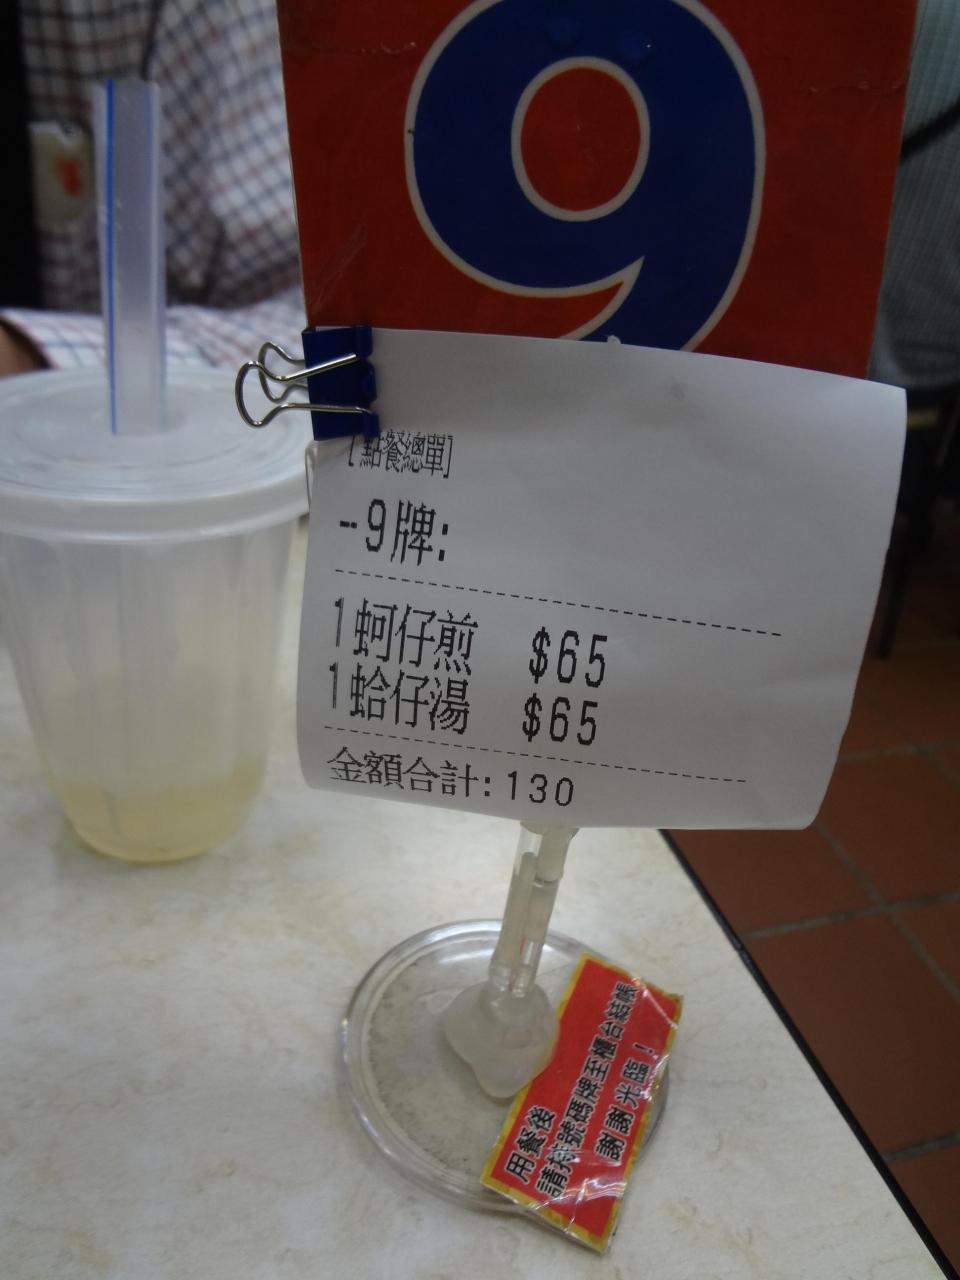 9
[點餐總單]
-9牌:
1蚵仔煎 $65
1蛤仔湯 $65
金額合計:130
用餐後
請持號碼牌至櫃台結帳
謝謝光臨！